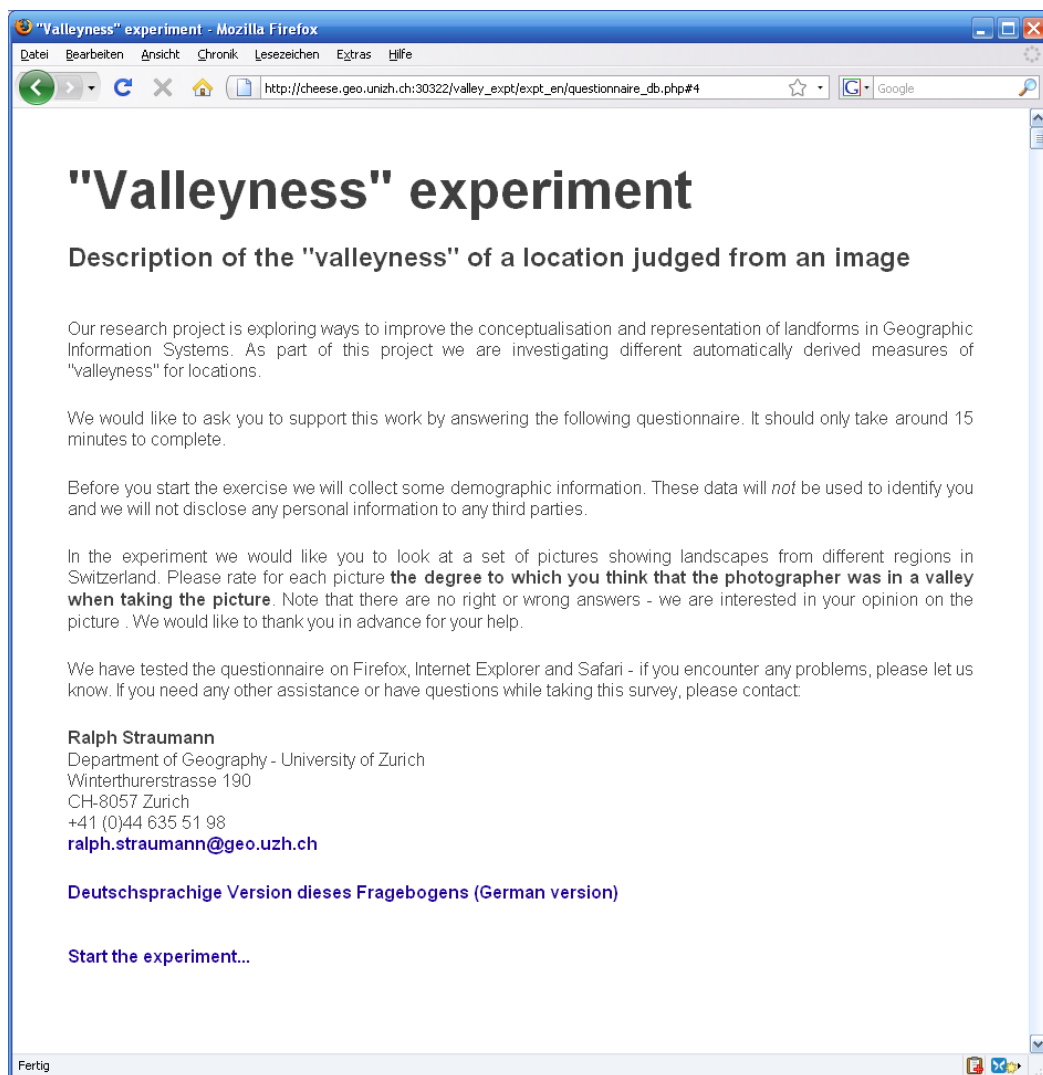 "Valleyness" experiment - Mozilla Firefox
Datei Bearbeiten Ansicht Chronik Lesezeichen Extras Hilfe
http://cheese.geo.unizh.ch:30322/valley_expt/expt_en/questionnaire_db.php#4
G Google
"Valleyness" experiment
Description of the "valleyness" of a location judged from an image
Our research project is exploring ways to improve the conceptualisation and representation of landforms in Geographic
Information Systems. As part of this project we are investigating different automatically derived measures of
"valleyness" for locations.
We would like to ask you to support this work by answering the following questionnaire. It should only take around 15
minutes to complete.
Before you start the exercise we will collect some demographic information. These data will not be used to identify you
and we will not disclose any personal information to any third parties.
In the experiment we would like you to look at a set of pictures showing landscapes from different regions in
Switzerland. Please rate for each picture the degree to which you think that the photographer was in a valley
when taking the picture. Note that there are no right or wrong answers - we are interested in your opinion on the
picture . We would like to thank you in advance for your help.
We have tested the questionnaire on Firefox, Internet Explorer and Safari - if you encounter any problems, please let us
know. If you need any other assistance or have questions while taking this survey, please contact:
Ralph Straumann
Department of Geography - University of Zurich
Winterthurerstrasse 190
CH-8057 Zurich
+41 (0)44 635 51 98
ralph.straumann@geo.uzh.ch
Deutschsprachige Version dieses Fragebogens (German version)
Start the experiment...
Fertig